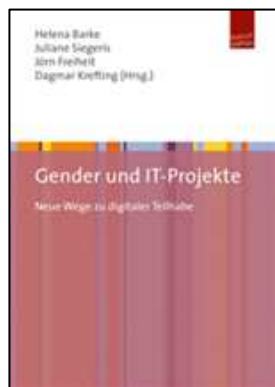 Helena Barke
Juliane Siegeris
Jörn Freiheit
Dagmar Krefting (Hrsg.)
Gender und IT-Projekte
Neue Wege zu digitaler Teilhabe